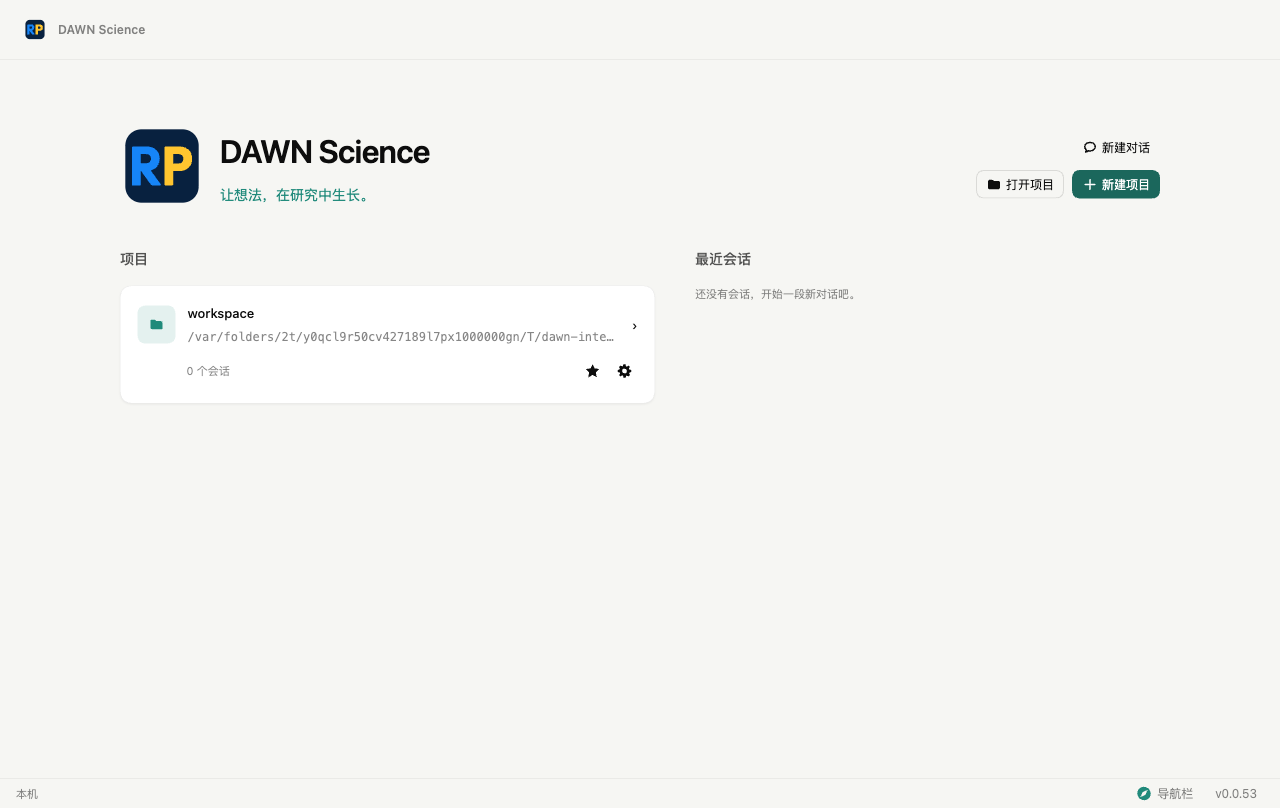 RP DAWN Science
RP
DAWN Science
让想法，在研究中生长。
新建对话
打开项目
新建项目
项目
workspace
/var/folders/2t/y0qcl9r50cv427189l7px1000000gn/T/dawn-inte…
0 个会话
最近会话
还没有会话，开始一段新对话吧。
本机
导航栏
v0.0.53